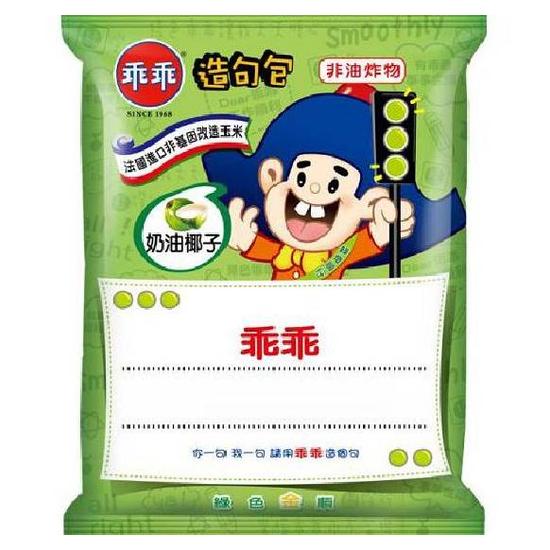 Smoothly
乖乖
®
SINCE 1968
造句包
非油炸物
法國進口非基因改造玉米
奶油椰子
乖乖
你一句 我一句 請用乖乖造個句
綠色金順